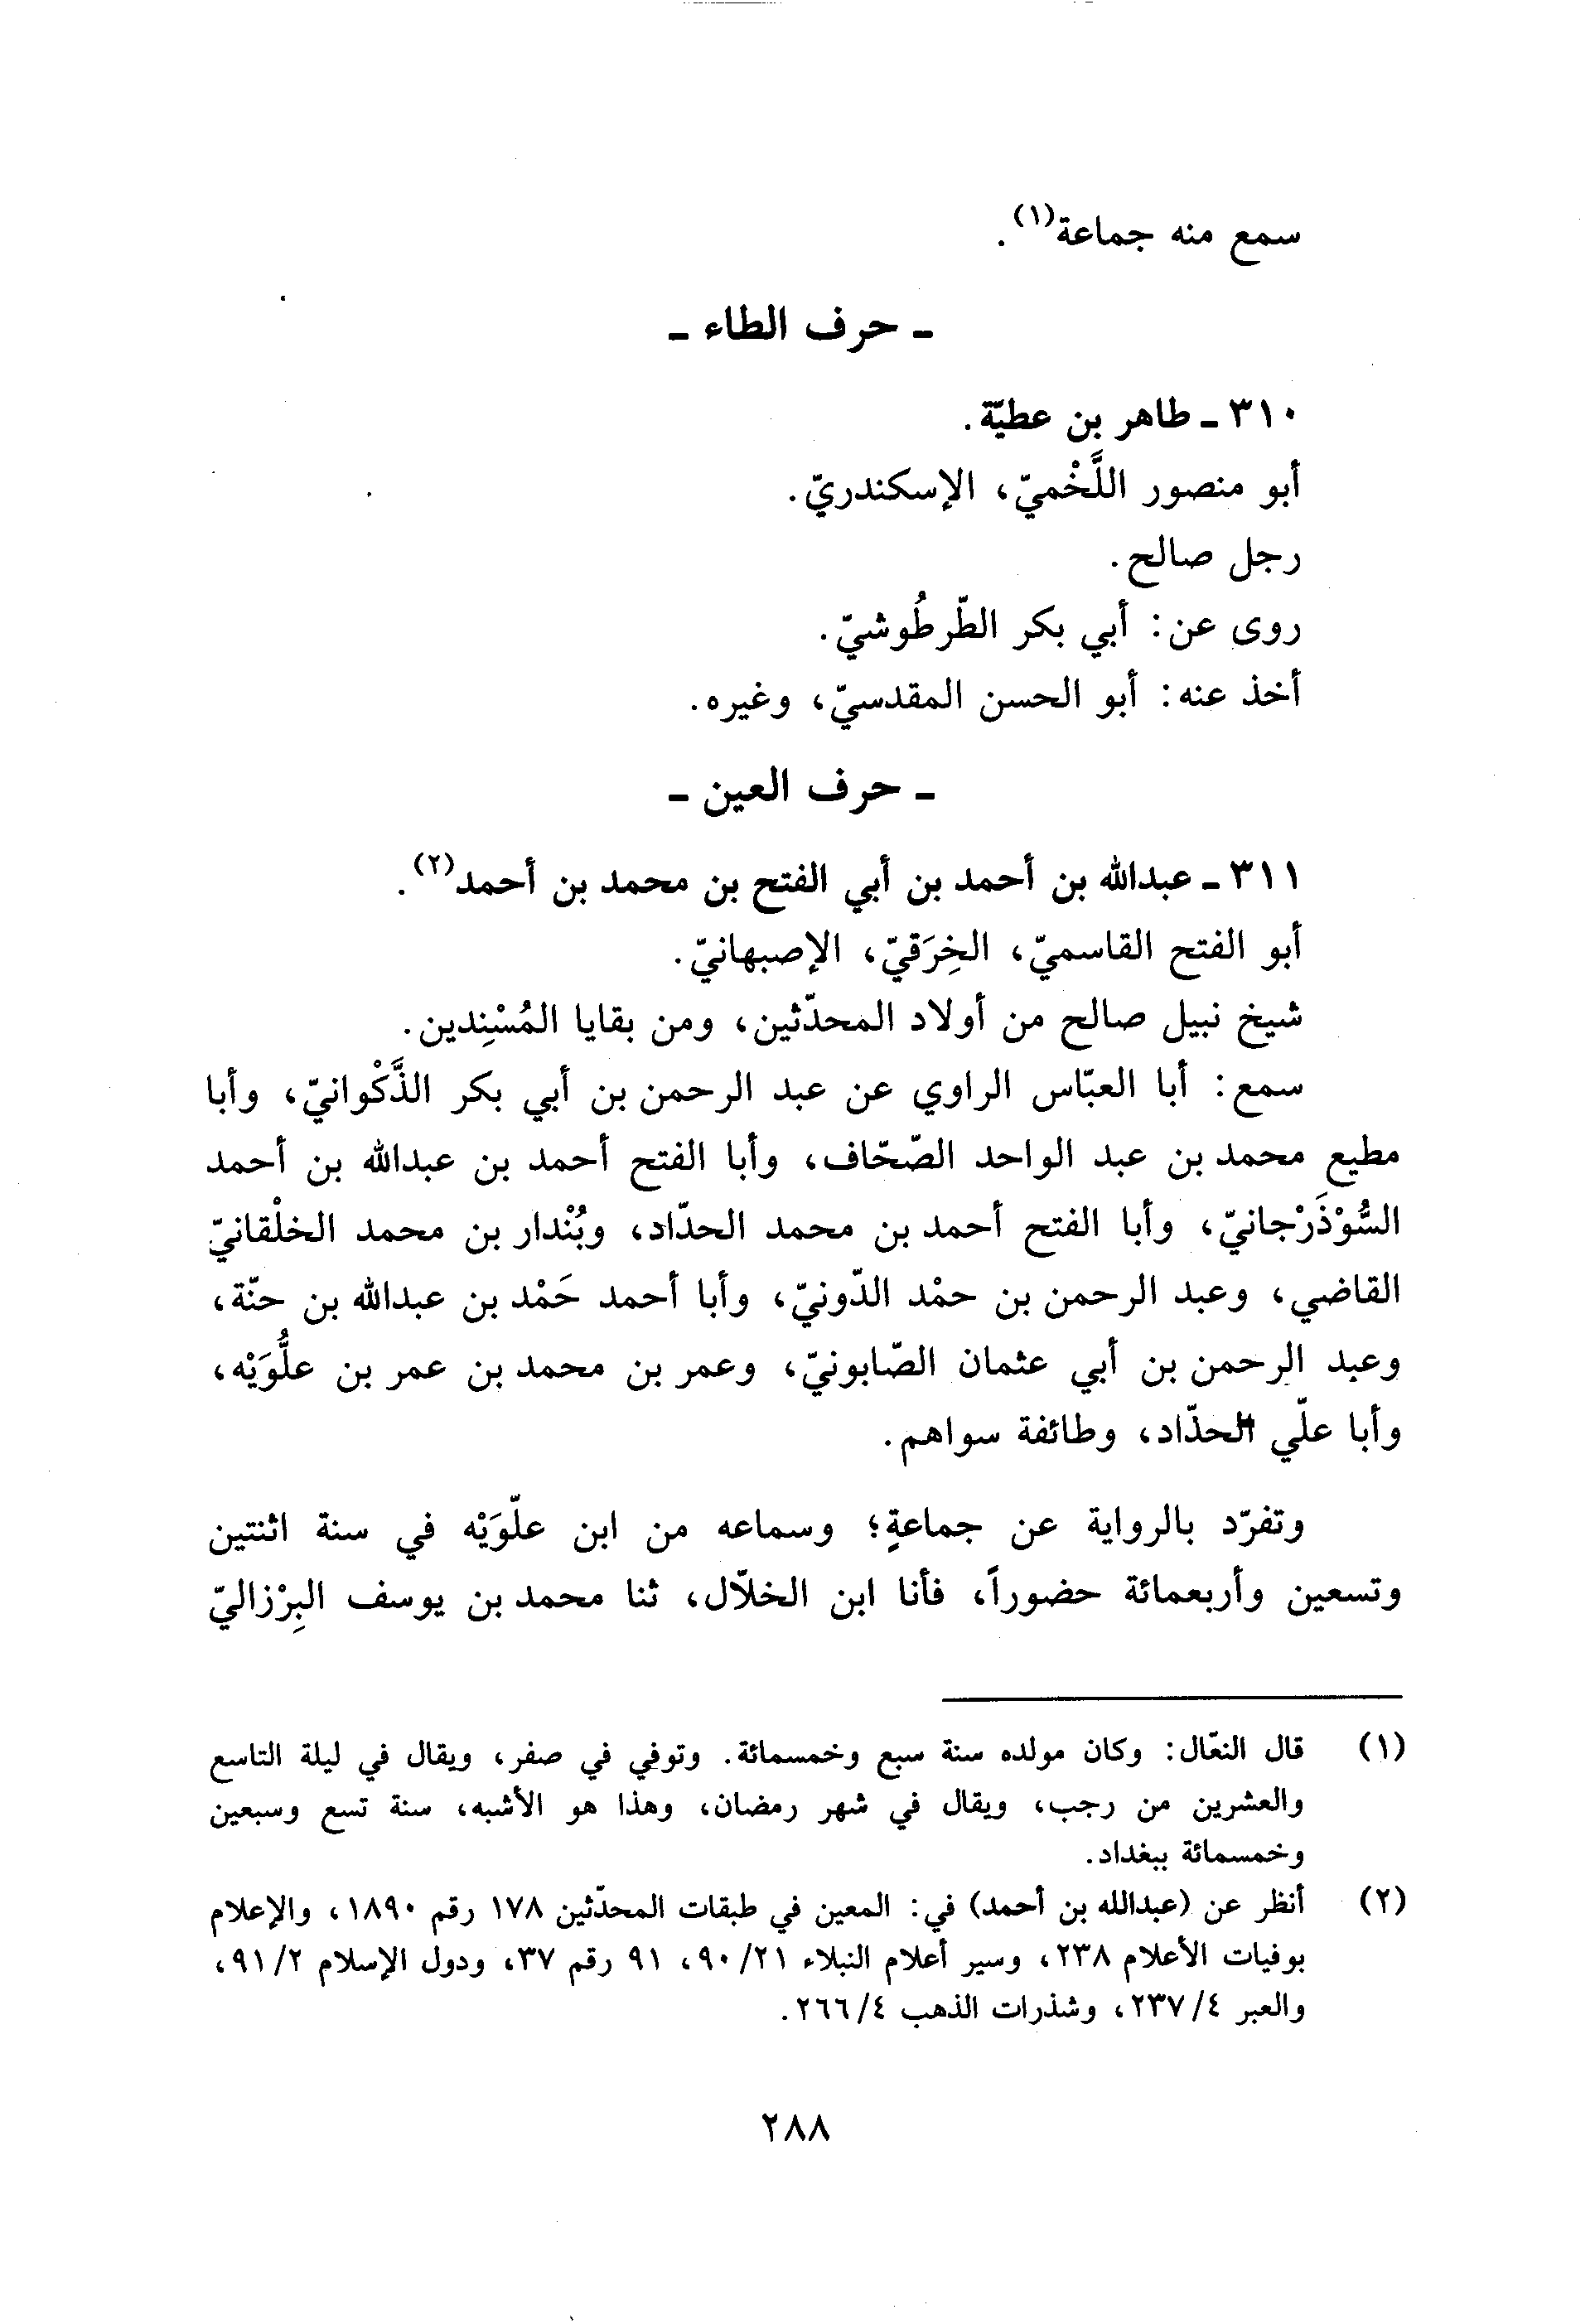 سمع منه جماعة(١).
ـ حرف الطاء ـ
٣١٠ ـ طاهر بن عطيّة.
أبو منصور اللَّخْميّ، الإسكندريّ.
رجل صالح.
روى عن: أبي بكر الطّرطُوشيّ.
أخذ عنه: أبو الحسن المقدسيّ، وغيره.
ـ حرف العين ـ
٣١١ ـ عبدالله بن أحمد بن أبي الفتح بن محمد بن أحمد(٢).
أبو الفتح القاسميّ، الخِرَقيّ، الإصبهانيّ.
شيخ نبيل صالح من أولاد المحدّثين، ومن بقايا المُسْنِدين.
سمع: أبا العبّاس الراوي عن عبد الرحمن بن أبي بكر الذَّكْوانيّ، وأبا
مطيع محمد بن عبد الواحد الصّحّاف، وأبا الفتح أحمد بن عبدالله بن أحمد
السُّوْذَرْجانيّ، وأبا الفتح أحمد بن محمد الحدّاد، وبُنْدار بن محمد الخلْقانيّ
القاضي، وعبد الرحمن بن حمْد الدّونيّ، وأبا أحمد حَمْد بن عبدالله بن حنّة،
وعبد الرحمن بن أبي عثمان الصّابونيّ، وعمر بن محمد بن عمر بن علُّوَيْه،
وأبا علّي الحدّاد، وطائفة سواهم.
وتفرّد بالرواية عن جماعةٍ؛ وسماعه من ابن علّوَيْه في سنة اثنتين
وتسعين وأربعمائة حضوراً، فأنا ابن الخلاّل، ثنا محمد بن يوسف البِرْزاليّ
(١) قال النعّال: وكان مولده سنة سبع وخمسمائة. وتوفي في صفر، ويقال في ليلة التاسع
والعشرين من رجب، ويقال في شهر رمضان، وهذا هو الأشبه، سنة تسع وسبعين
وخمسمائة ببغداد.
(٢) أنظر عن (عبدالله بن أحمد) في: المعين في طبقات المحدّثين ١٧٨ رقم ١٨٩٠، والإعلام
بوفيات الأعلام ٢٣٨، وسير أعلام النبلاء ٩٠/٢١، ٩١ رقم ٣٧، ودول الإسلام ٩١/٢،
والعبر ٢٣٧/٤، وشذرات الذهب ٢٦٦/٤.
٢٨٨